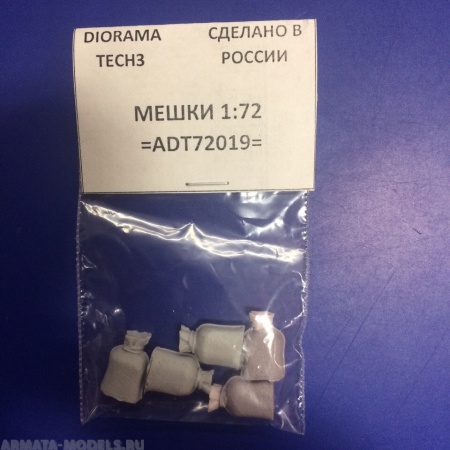 DIORAMA СДЕЛАНО В
TECH3 РОССИИ
МЕШКИ 1:72
=ADT72019=
ARMATA-MODELS.RU